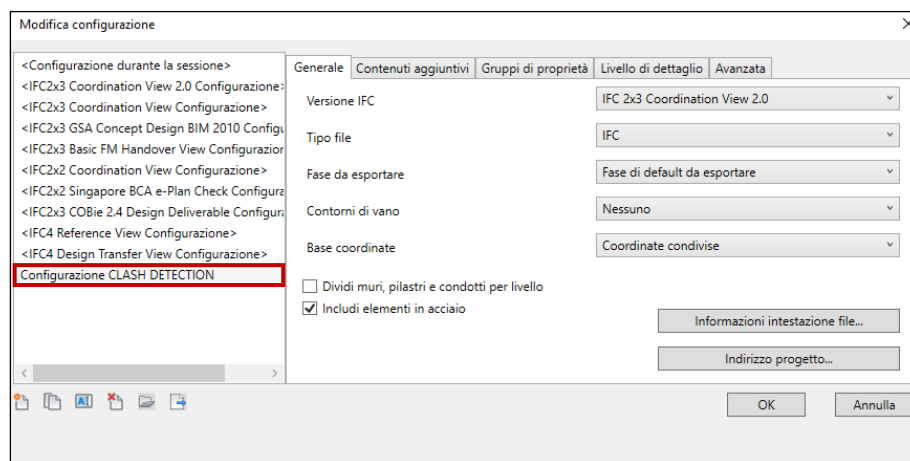 Modifica configurazione
<Configurazione durante la sessione>
<IFC2x3 Coordination View 2.0 Configurazione>
<IFC2x3 Coordination View Configurazione>
<IFC2x3 GSA Concept Design BIM 2010 Configu
<IFC2x3 Basic FM Handover View Configurazior
<IFC2x2 Coordination View Configurazione>
<IFC2x2 Singapore BCA e-Plan Check Configura
<IFC2x3 COBie 2.4 Design Deliverable Configura
<IFC4 Reference View Configurazione>
<IFC4 Design Transfer View Configurazione>
Configurazione CLASH DETECTION
Generale Contenuti aggiuntivi Gruppi di proprietà Livello di dettaglio Avanzata
Versione IFC IFC 2x3 Coordination View 2.0
Tipo file IFC
Fase da esportare Fase di default da esportare
Contorni di vano Nessuno
Base coordinate Coordinate condivise
Dividi muri, pilastri e condotti per livello
Includi elementi in acciaio
Informazioni intestazione file...
Indirizzo progetto...
OK Annulla